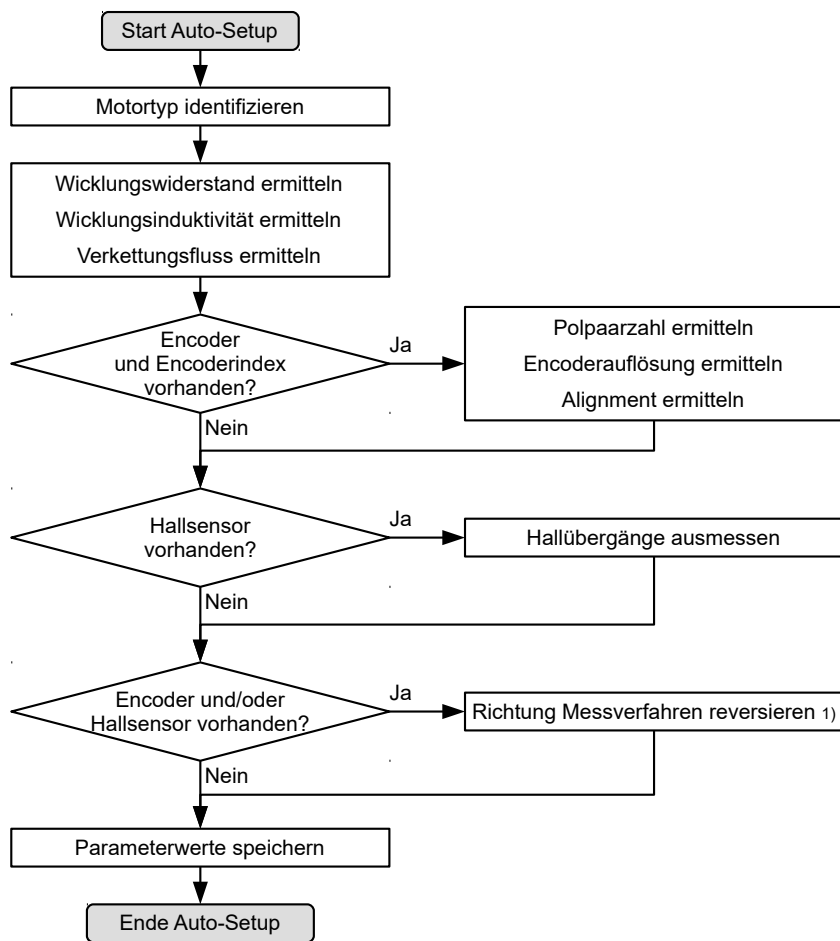 Start Auto-Setup
Motortyp identifizieren
Wicklungswiderstand ermitteln
Wicklungsinduktivität ermitteln
Verkettungsfluss ermitteln
Encoder
und Encoderindex
vorhanden?
Ja
Polpaarzahl ermitteln
Encoderauflösung ermitteln
Alignment ermitteln
Nein
Hallsensor
vorhanden?
Ja
Hallübergänge ausmessen
Nein
Encoder und/oder
Hallsensor vorhanden?
Ja
Richtung Messverfahren reversieren 1)
Nein
Parameterwerte speichern
Ende Auto-Setup